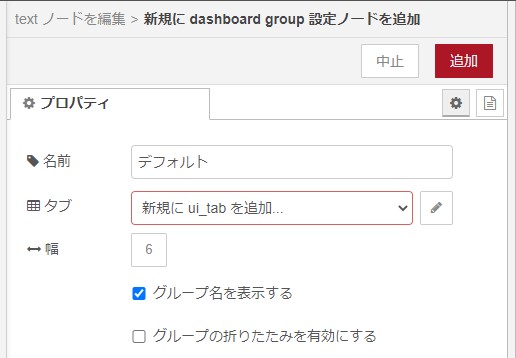 text ノードを編集 > 新規に dashboard group 設定ノードを追加
中止 追加
プロパティ
名前 デフォルト
タブ 新規に ui_tab を追加...
幅 6
グループ名を表示する
グループの折りたたみを有効にする